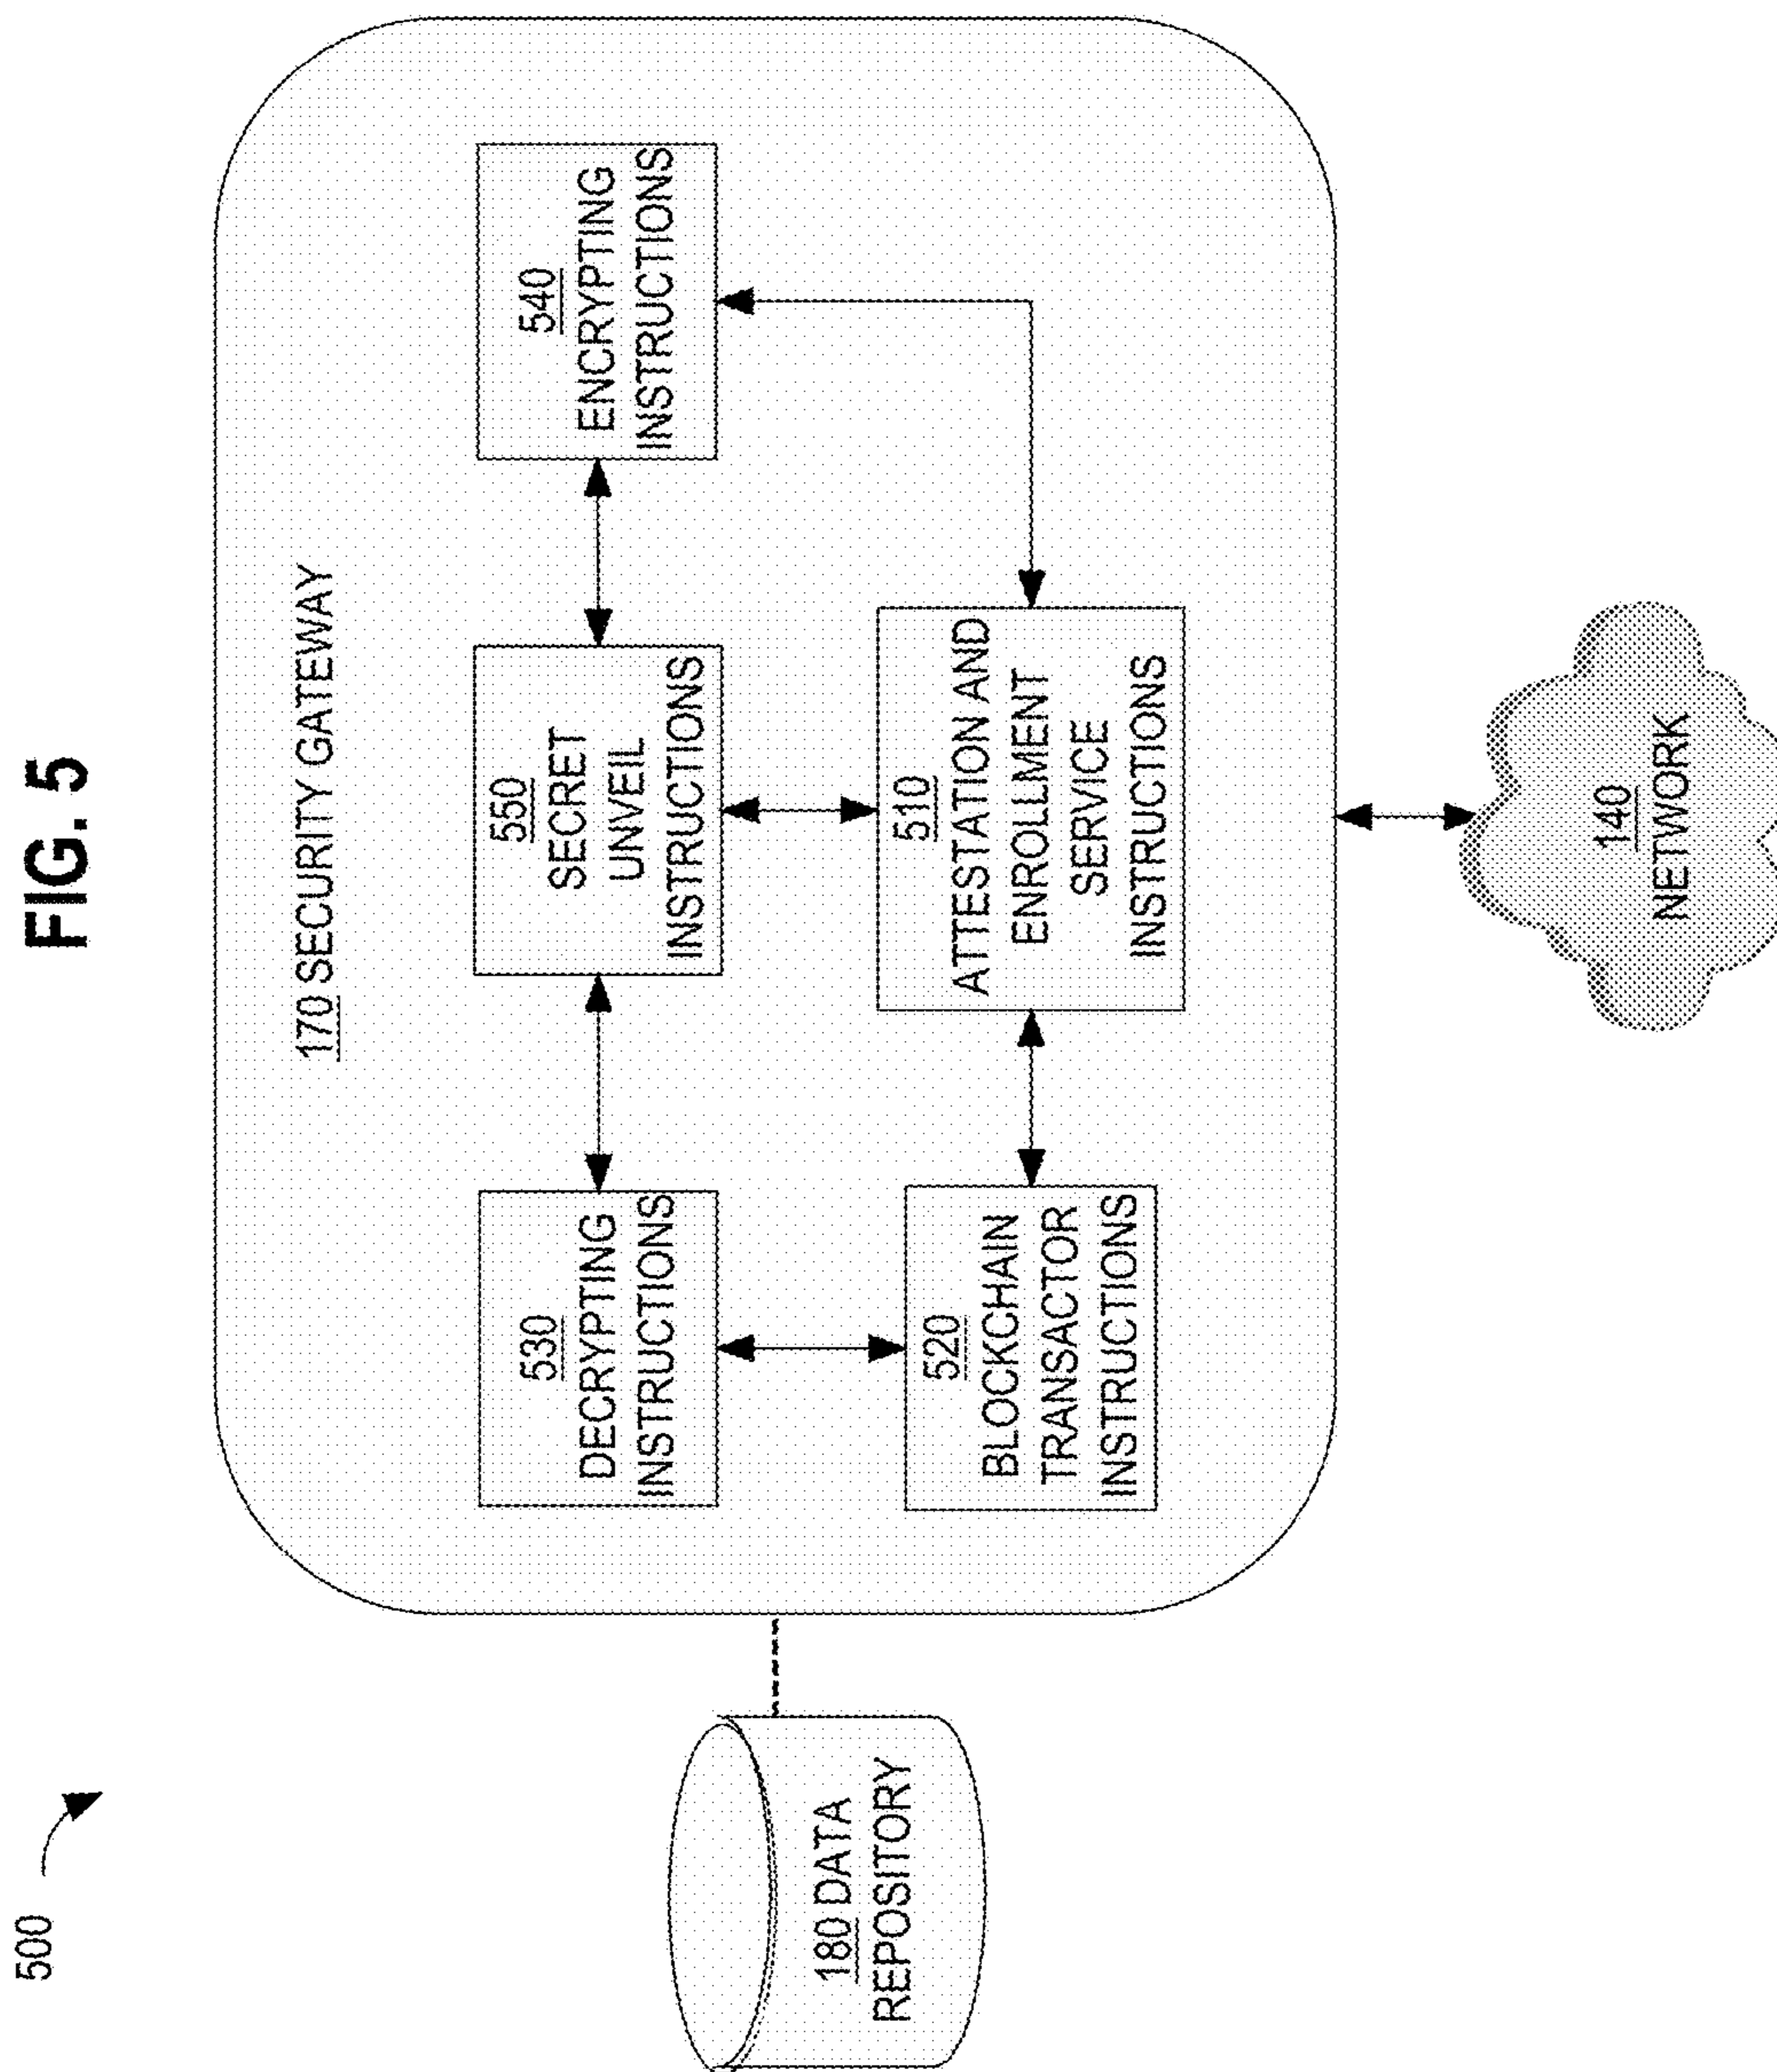 FIG. 5
500
170 SECURITY GATEWAY
530
DECRYPTING
INSTRUCTIONS
550
SECRET
UNVEIL
INSTRUCTIONS
540
ENCRYPTING
INSTRUCTIONS
180 DATA
REPOSITORY
520
BLOCKCHAIN
TRANSACTOR
INSTRUCTIONS
510
ATTESTATION AND
ENROLLMENT
SERVICE
INSTRUCTIONS
140
NETWORK